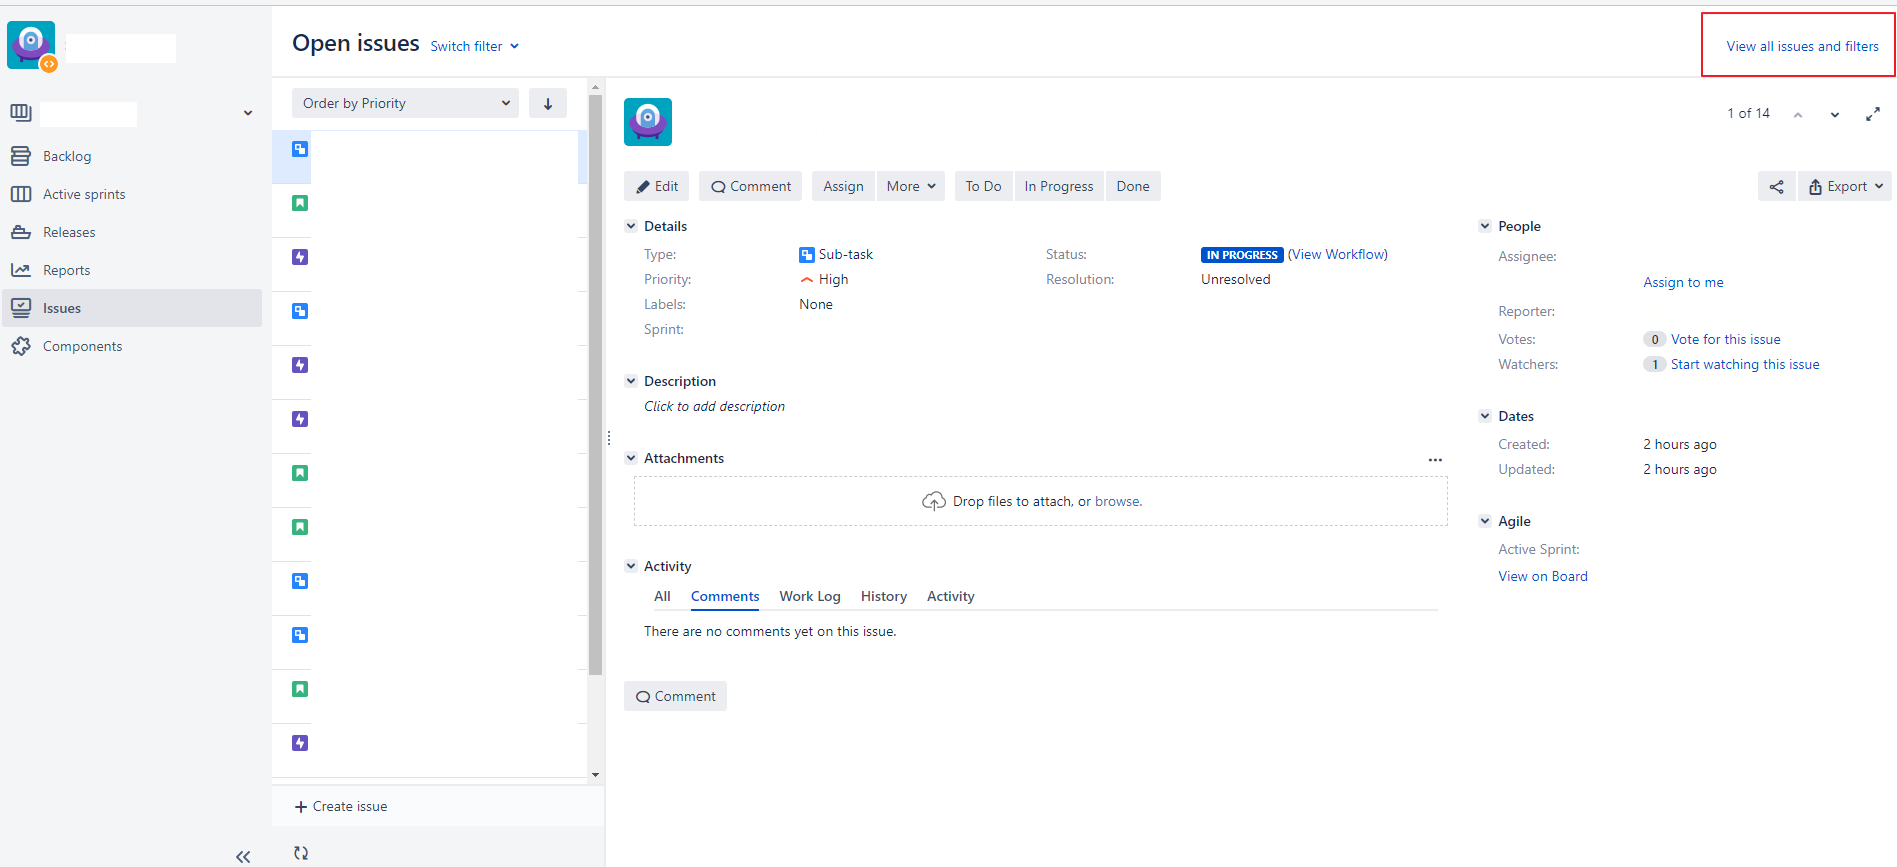 Open issues Switch filter
View all issues and filters
Backlog
Active sprints
Releases
Reports
Issues
Components
Order by Priority
Create issue
1 of 14
Edit Comment Assign More To Do In Progress Done
Export
Details
Type: Sub-task
Status: IN PROGRESS (View Workflow)
Priority: High
Resolution: Unresolved
Labels: None
Sprint:
Description
Click to add description
Attachments
Drop files to attach, or browse.
Activity
All Comments Work Log History Activity
There are no comments yet on this issue.
Comment
People
Assignee:
Assign to me
Reporter:
Votes: 0 Vote for this issue
Watchers: 1 Start watching this issue
Dates
Created: 2 hours ago
Updated: 2 hours ago
Agile
Active Sprint:
View on Board